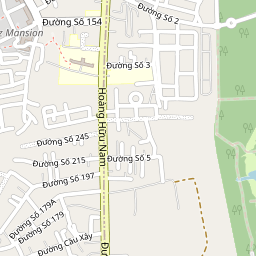 Đường Số 154
Đường Số 2
Mansion
Đường Số 3
Hoàng Hữu Nam
Đường Số 245
Đường Số 215
Đường Số 5
Đường Số 197
Đường Số 179A
Đường Số 179
Đường Cầu Xây